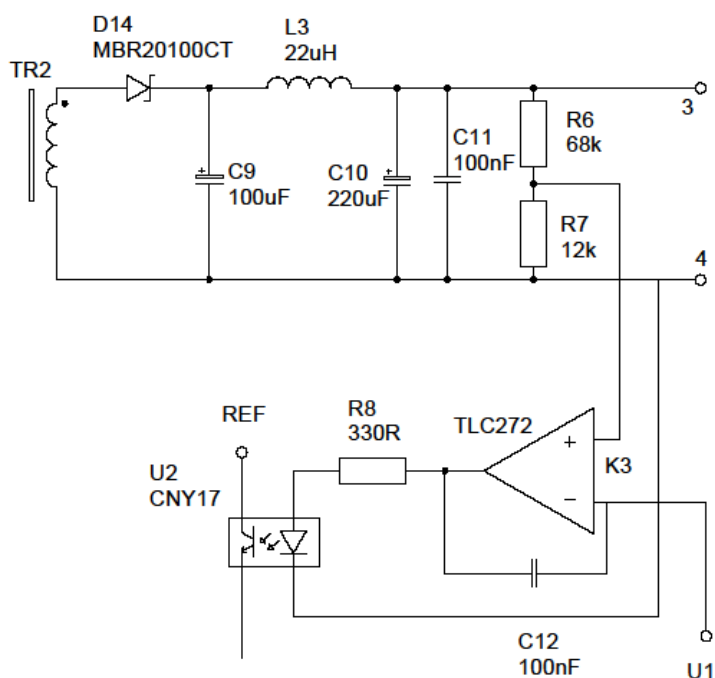 D14
MBR20100CT
L3
22uH
TR2
3
C9
100uF
C10
220uF
C11
100nF
R6
68k
R7
12k
4
REF
R8
330R
TLC272
+
−
K3
U2
CNY17
C12
100nF
U1